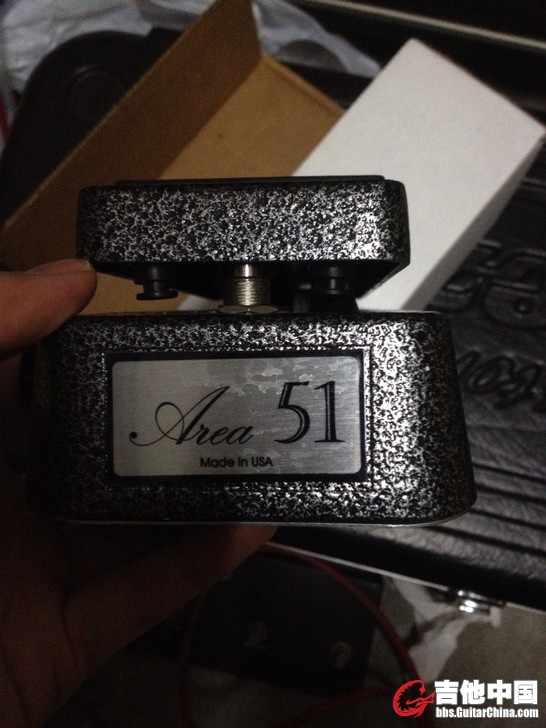 Area 51
Made In USA
吉他中国
bbs.GuitarChina.com